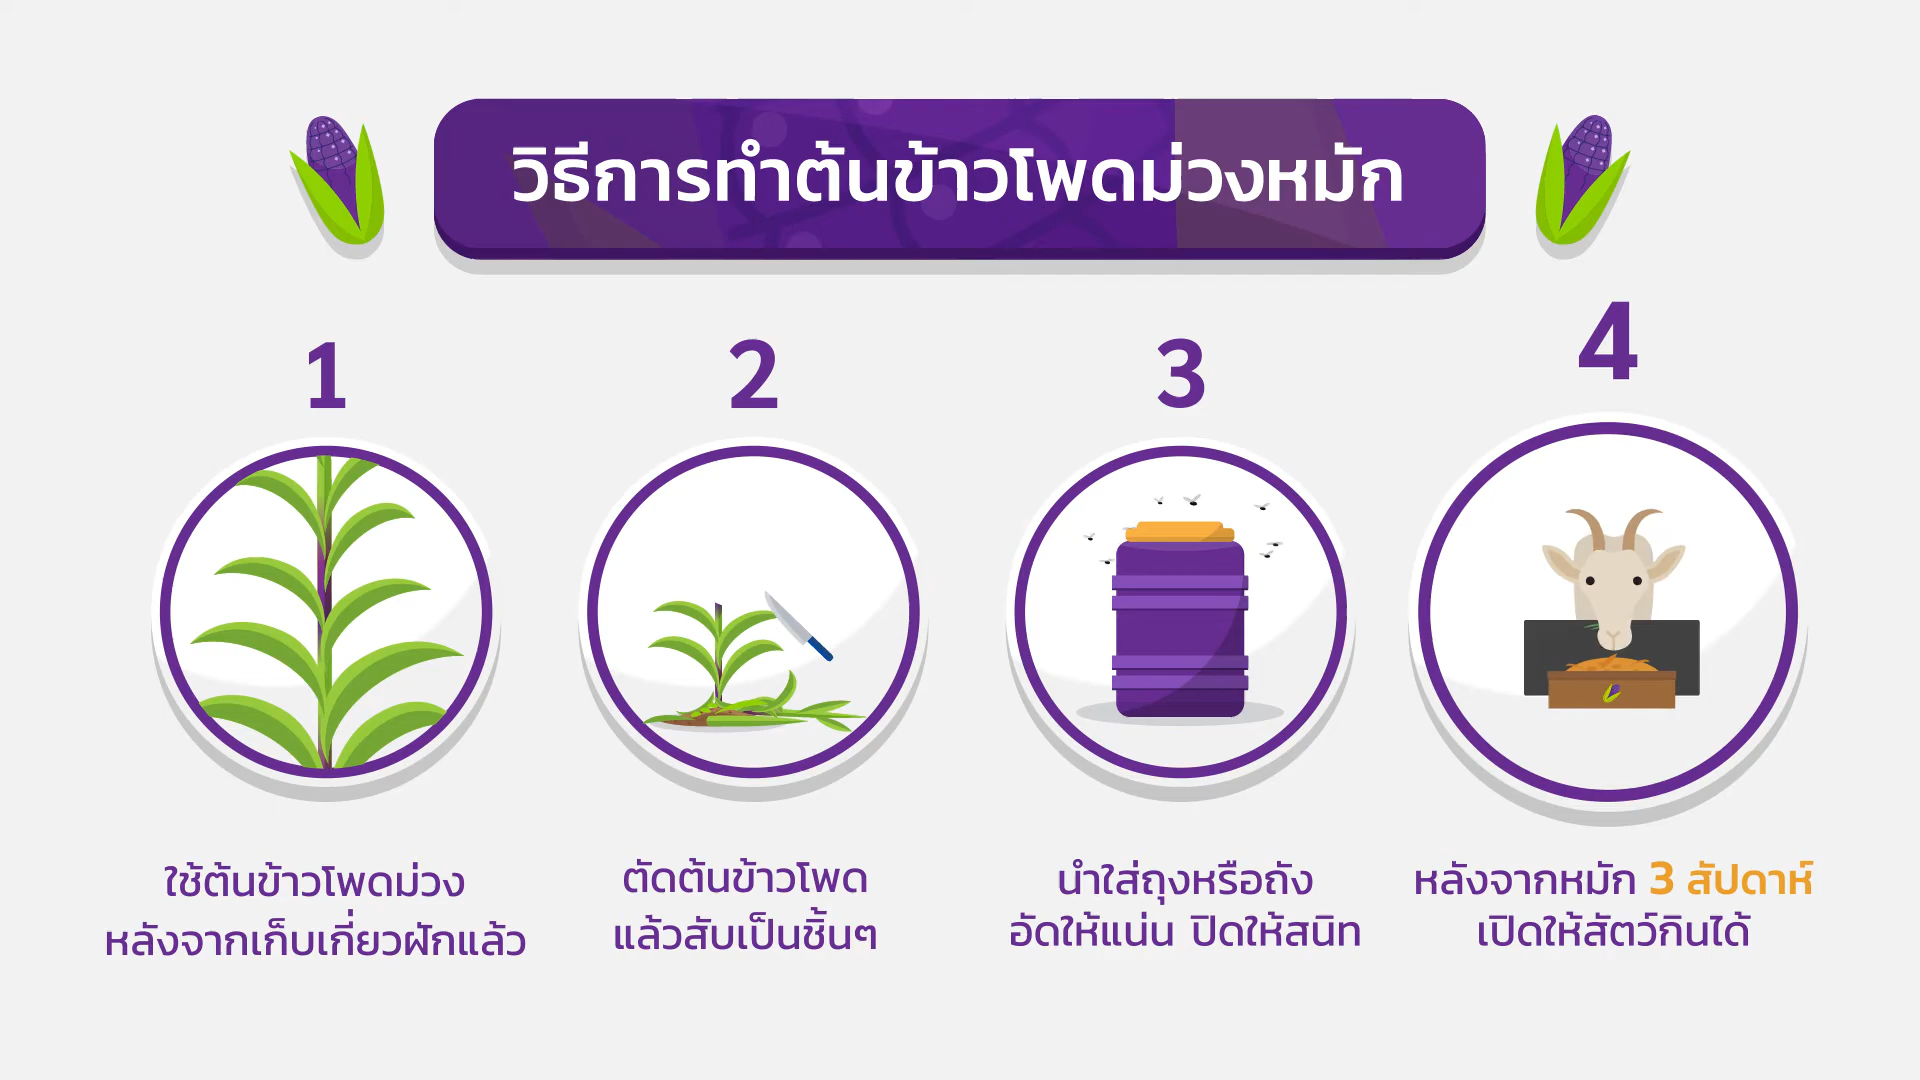 วิธีการทำต้นข้าวโพดม่วงหมัก
1
ใช้ต้นข้าวโพดม่วง
หลังจากเก็บเกี่ยวฝักแล้ว
2
ตัดต้นข้าวโพด
แล้วสับเป็นชิ้นๆ
3
นำใส่ถุงหรือถัง
อัดให้แน่น ปิดให้สนิท
4
หลังจากหมัก 3 สัปดาห์
เปิดให้สัตว์กินได้